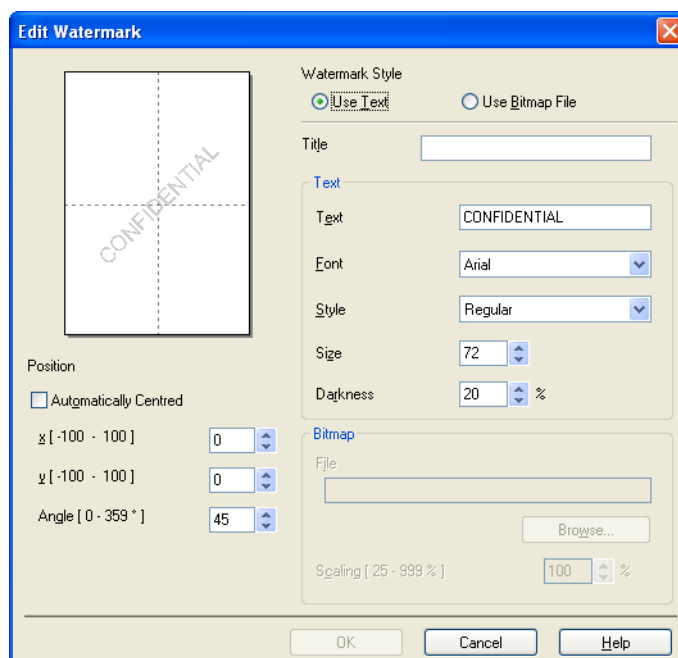 Edit Watermark
CONFIDENTIAL
Position
Automatically Centred
x [ -100 - 100 ] 0
y [ -100 - 100 ] 0
Angle [ 0 - 359 ° ] 45
Watermark Style
Use Text Use Bitmap File
Title
Text
Text CONFIDENTIAL
Font Arial
Style Regular
Size 72
Darkness 20 %
Bitmap
File
Browse...
Scaling [ 25 - 999 % ] 100 %
OK Cancel Help